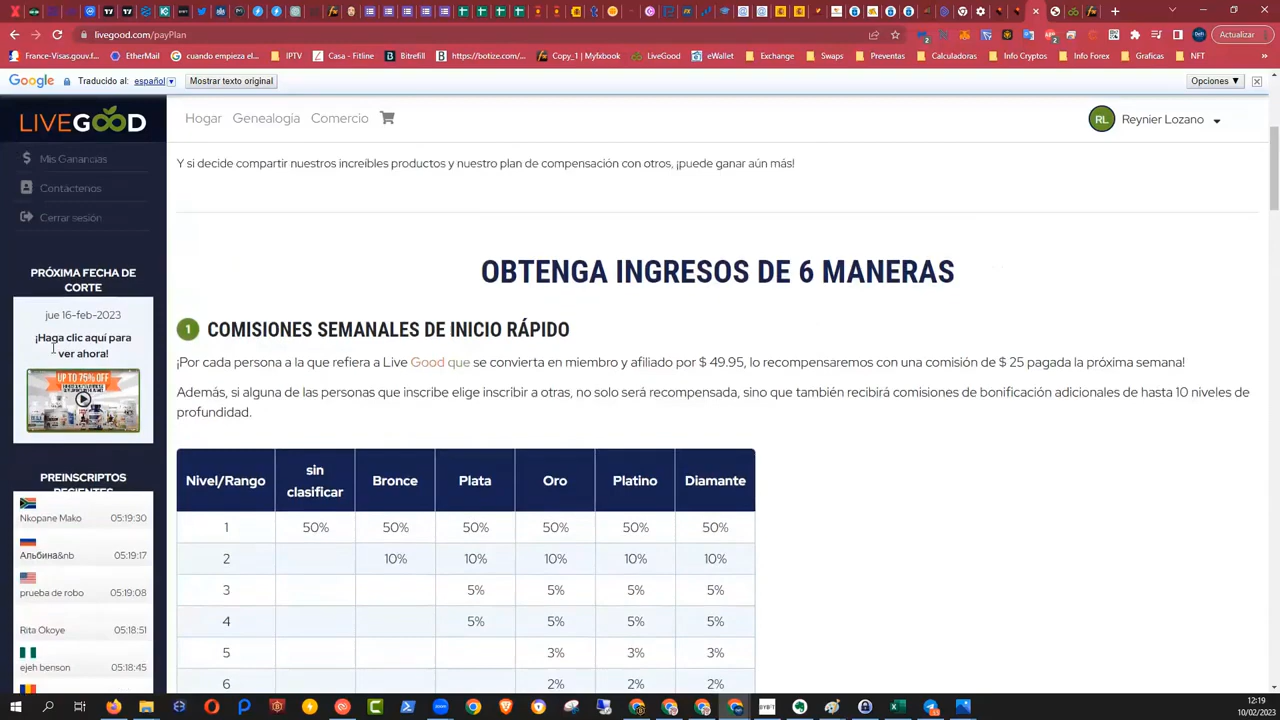 livegood.com/payPlan
Actualizar
France-Visas.gouv.f...
EtherMail
cuando empieza el...
IPTV
Casa - Fitline
Bitrefill
https://botize.com/...
Copy_1 | Myfxbook
LiveGood
eWallet
Exchange
Swaps
Preventas
Calculadoras
Info Cryptos
Info Forex
Graficas
NFT
Google
Traducido al: español
Mostrar texto original
Opciones ▼
LIVEGOOD
Hogar
Genealogía
Comercio
RL
Reynier Lozano
Mis Ganancias
Contáctenos
Cerrar sesión
PRÓXIMA FECHA DE
CORTE
jue 16-feb-2023
¡Haga clic aquí para
ver ahora!
UP TO 75% OFF
PREINSCRIPTOS
RECIENTES
Nkopane Mako 05:19:30
Альбина&nb 05:19:17
prueba de robo 05:19:08
Rita Okoye 05:18:51
ejeh benson 05:18:45
Y si decide compartir nuestros increíbles productos y nuestro plan de compensación con otros, ¡puede ganar aún más!
OBTENGA INGRESOS DE 6 MANERAS
1 COMISIONES SEMANALES DE INICIO RÁPIDO
¡Por cada persona a la que refiera a Live Good que se convierta en miembro y afiliado por $ 49.95, lo recompensaremos con una comisión de $ 25 pagada la próxima semana!
Además, si alguna de las personas que inscribe elige inscribir a otras, no solo será recompensada, sino que también recibirá comisiones de bonificación adicionales de hasta 10 niveles de
profundidad.
Nivel/Rango sin clasificar Bronce Plata Oro Platino Diamante
1 50% 50% 50% 50% 50% 50%
2 10% 10% 10% 10% 10%
3 5% 5% 5% 5%
4 5% 5% 5% 5%
5 3% 3% 3%
6 2% 2% 2%
12:19
10/02/2023